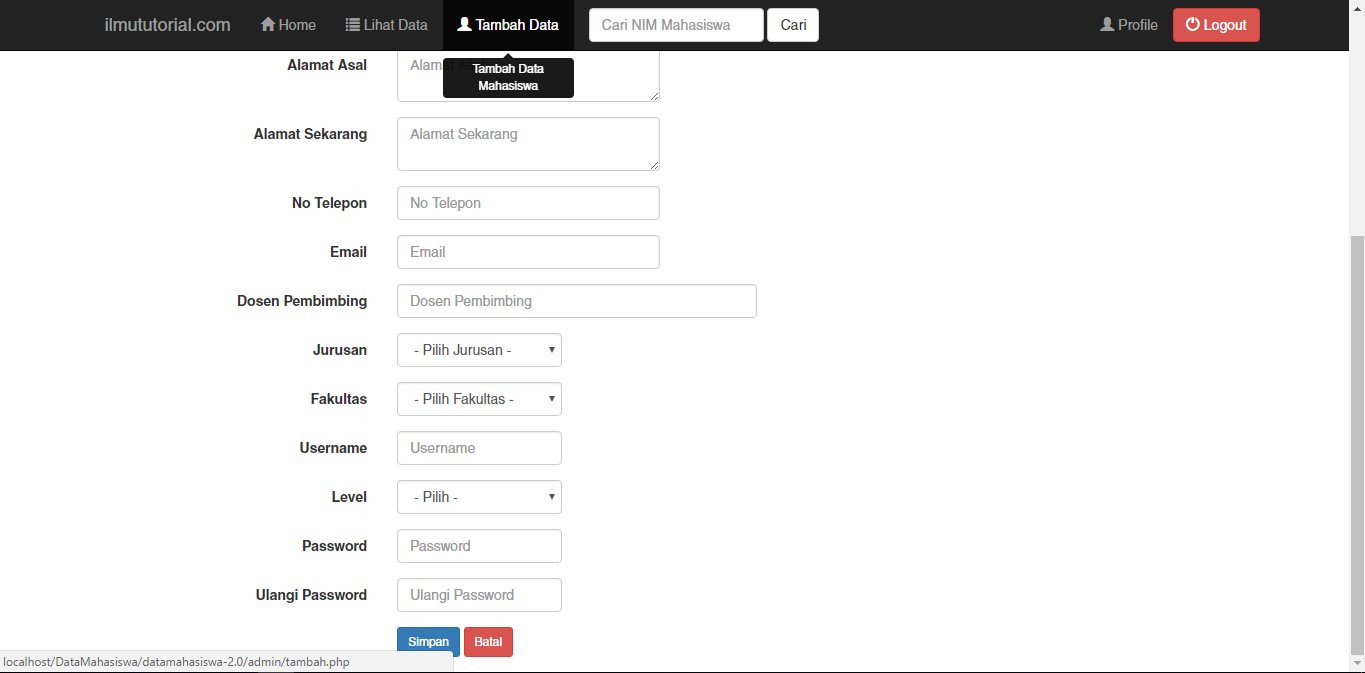 ilmututorial.com Home Lihat Data Tambah Data Cari NIM Mahasiswa Cari Profile Logout
Tambah Data
Mahasiswa
Alamat Asal
Alamat Sekarang Alamat Sekarang
No Telepon No Telepon
Email Email
Dosen Pembimbing Dosen Pembimbing
Jurusan - Pilih Jurusan -
Fakultas - Pilih Fakultas -
Username Username
Level - Pilih -
Password Password
Ulangi Password Ulangi Password
Simpan Batal
localhost/DataMahasiswa/datamahasiswa-2.0/admin/tambah.php